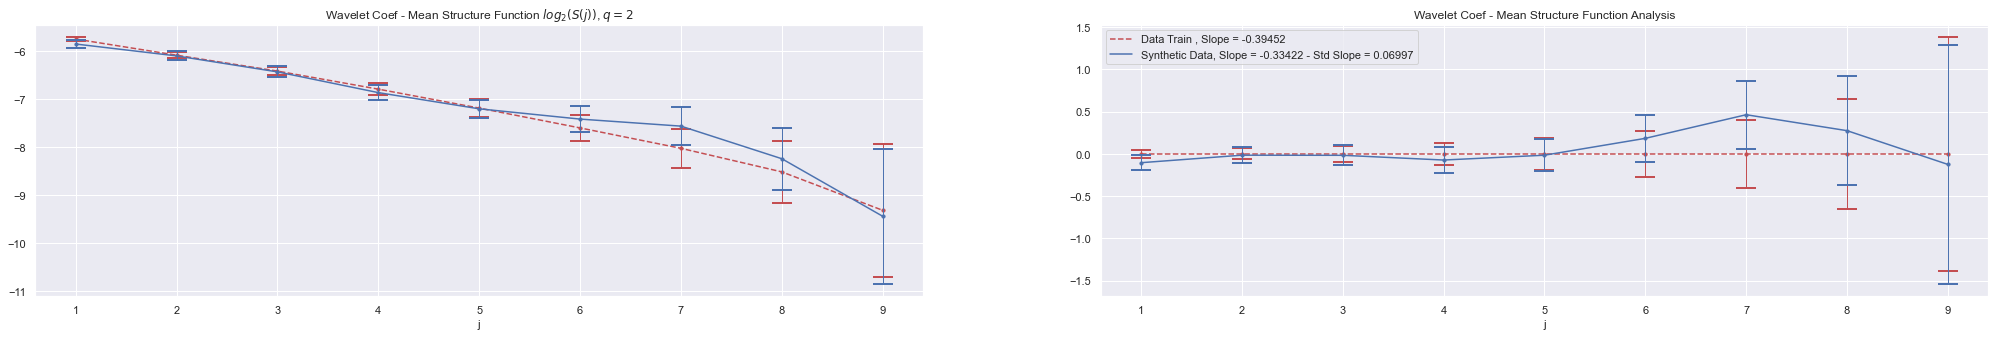 Wavelet Coef - Mean Structure Function log₂(S(j)), q = 2
−6
−7
−8
−9
−10
−11
1 2 3 4 5 6 7 8 9
j
Wavelet Coef - Mean Structure Function Analysis
Data Train , Slope = -0.39452
Synthetic Data, Slope = -0.33422 - Std Slope = 0.06997
1.5
1.0
0.5
0.0
−0.5
−1.0
−1.5
1 2 3 4 5 6 7 8 9
j